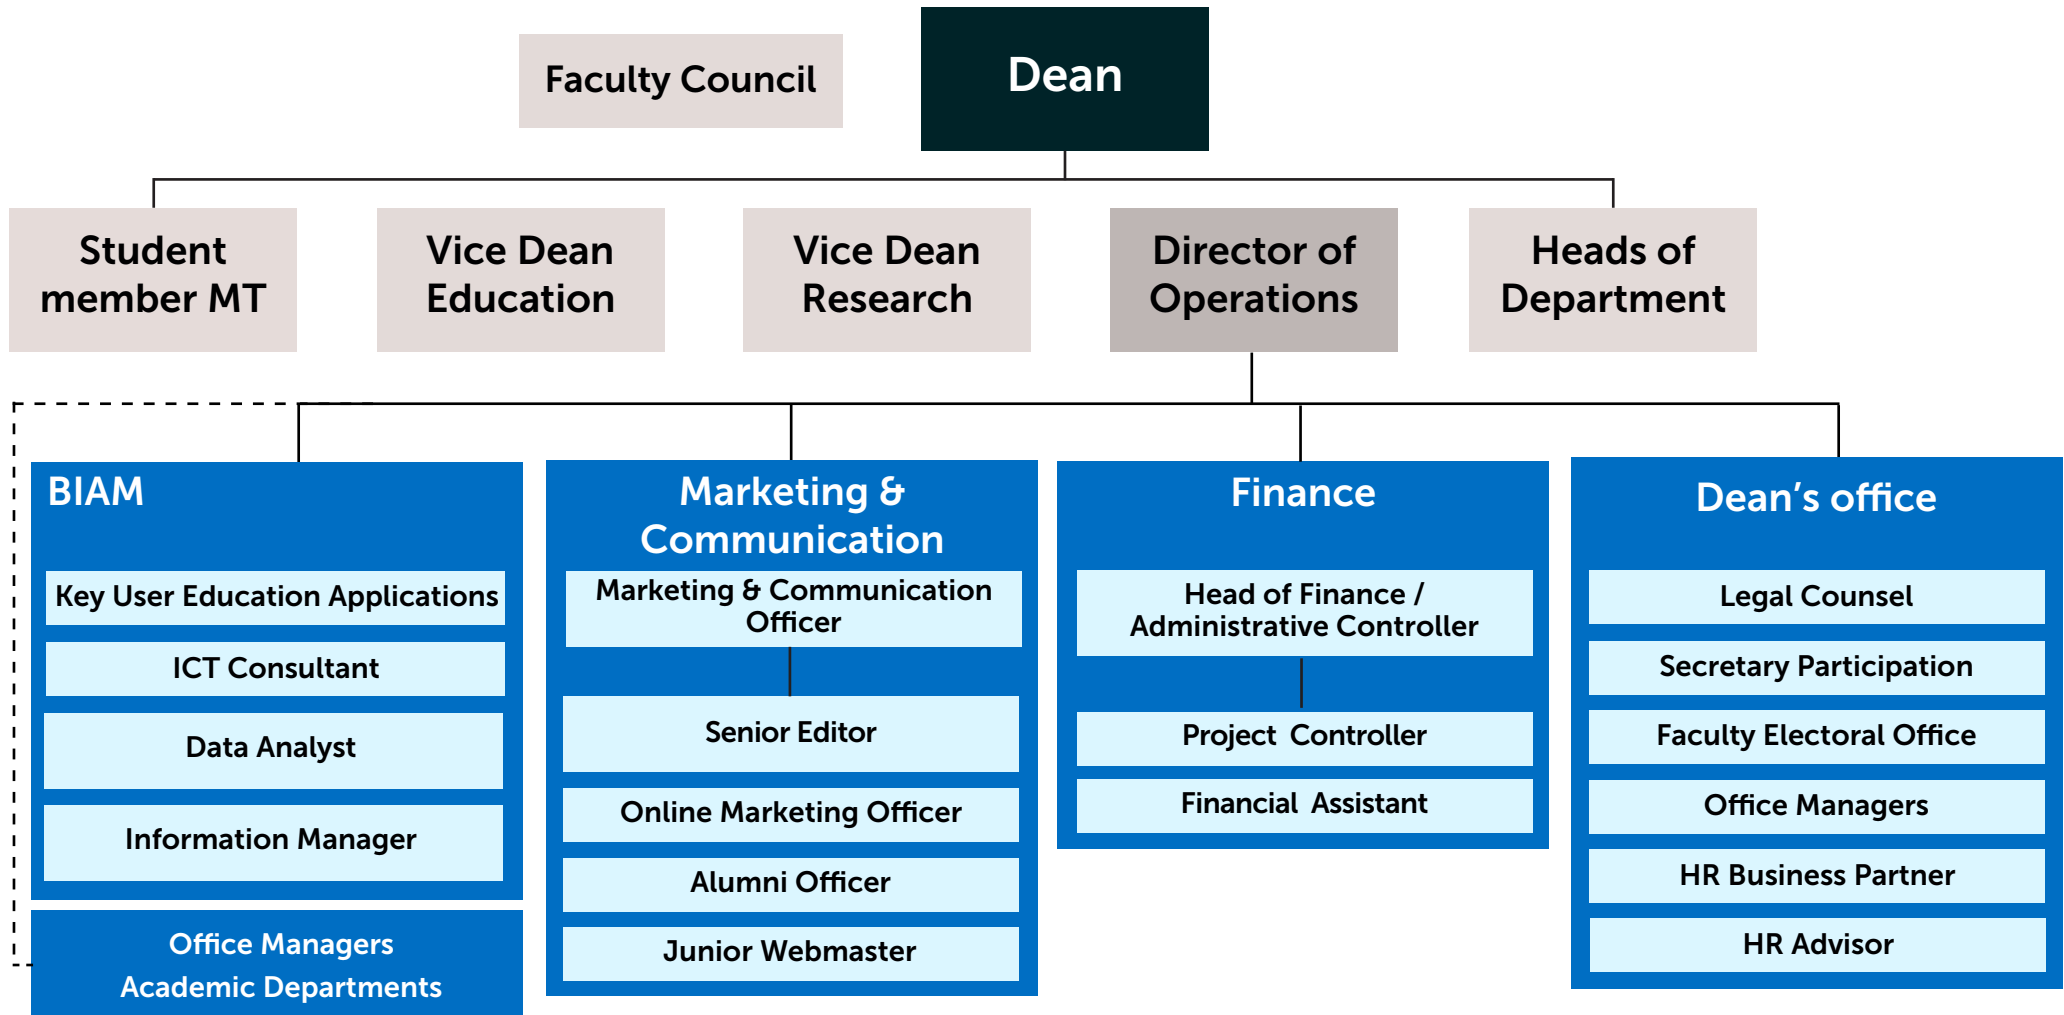 Faculty Council
Dean
Student
member MT
Vice Dean
Education
Vice Dean
Research
Director of
Operations
Heads of
Department
BIAM
Key User Education Applications
ICT Consultant
Data Analyst
Information Manager
Office Managers
Academic Departments
Marketing &
Communication
Marketing & Communication
Officer
Senior Editor
Online Marketing Officer
Alumni Officer
Junior Webmaster
Finance
Head of Finance /
Administrative Controller
Project Controller
Financial Assistant
Dean’s office
Legal Counsel
Secretary Participation
Faculty Electoral Office
Office Managers
HR Business Partner
HR Advisor